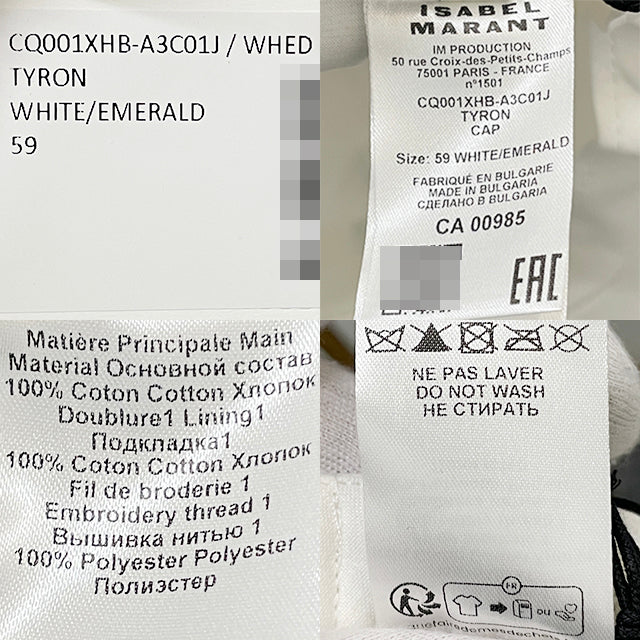 CQ001XHB-A3C01J / WHED
TYRON
WHITE/EMERALD
59
ISABEL
MARANT
IM PRODUCTION
50 rue Croix-des-Petits-Champs
75001 PARIS - FRANCE
n°1501
CQ001XHB-A3C01J
TYRON
CAP
Size: 59 WHITE/EMERALD
FABRIQUÉ EN BULGARIE
MADE IN BULGARIA
СДЕЛАНО В BULGARIA
CA 00985
EAC
Matière Principale Main
Material Основной состав
100% Coton Cotton Хлопок
Doublure1 Lining1
Подкладка1
100% Coton Cotton Хлопок
Fil de broderie 1
Embroidery thread 1
Вышивка нитью 1
100% Polyester Polyester
Полиэстер
NE PAS LAVER
DO NOT WASH
НЕ СТИРАТЬ
FR
OU